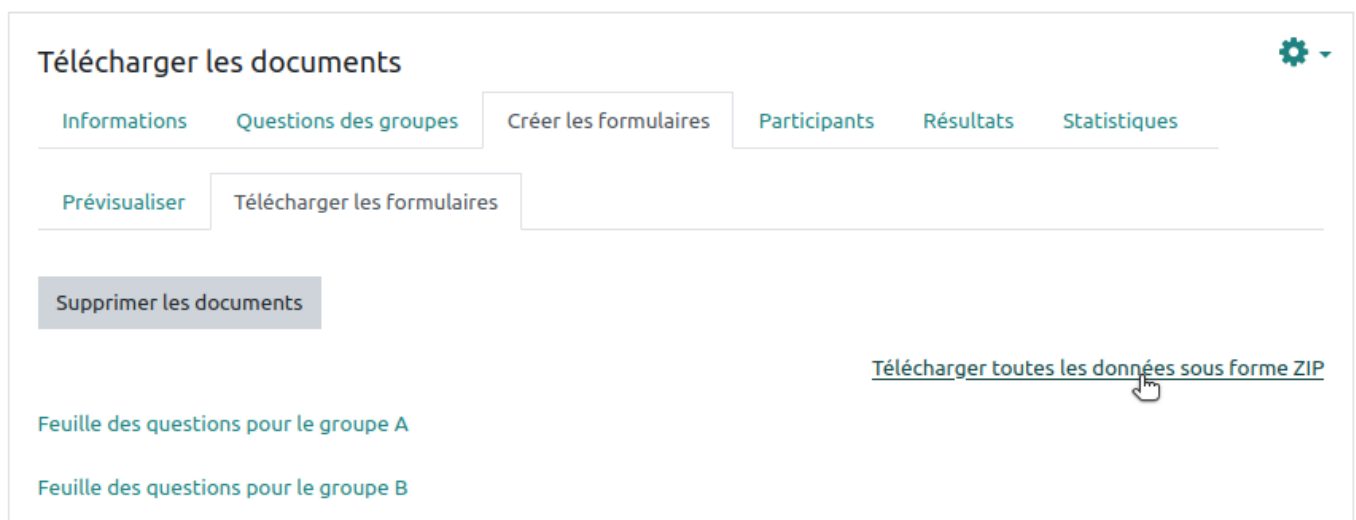 Télécharger les documents
Informations Questions des groupes Créer les formulaires Participants Résultats Statistiques
Prévisualiser Télécharger les formulaires
Supprimer les documents
Télécharger toutes les données sous forme ZIP
Feuille des questions pour le groupe A
Feuille des questions pour le groupe B